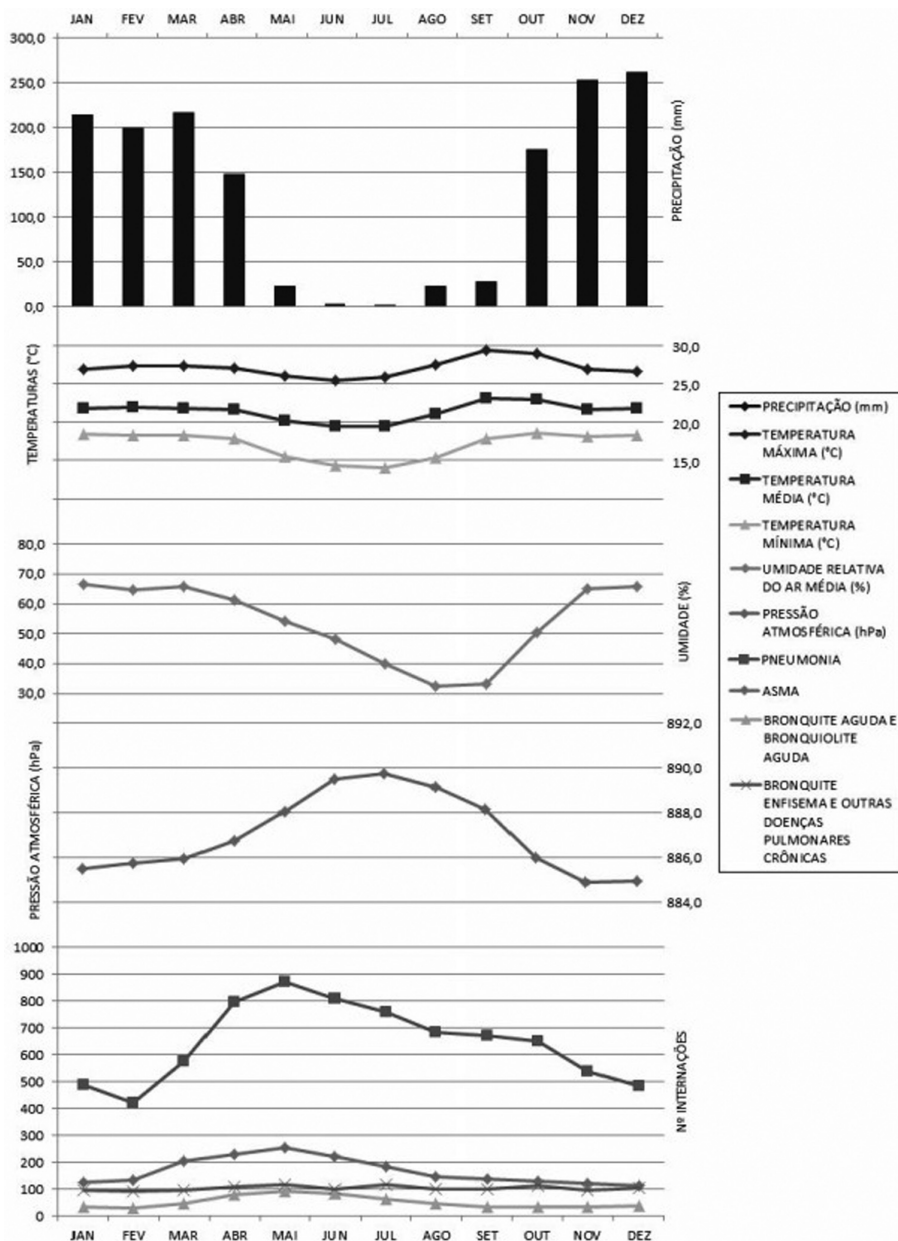 JAN FEV MAR ABR MAI JUN JUL AGO SET OUT NOV DEZ
300,0
250,0
200,0
150,0
100,0
50,0
0,0
PRECIPITAÇÃO (mm)
TEMPERATURAS (°C)
30,0
25,0
20,0
15,0
80,0
70,0
60,0
50,0
40,0
30,0
UMIDADE (%)
PRESSÃO ATMOSFÉRICA (hPa)
892,0
890,0
888,0
886,0
884,0
1000
900
800
700
600
500
400
300
200
100
0
Nº INTERNAÇÕES
JAN FEV MAR ABR MAI JUN JUL AGO SET OUT NOV DEZ
PRECIPITAÇÃO (mm)
TEMPERATURA
MÁXIMA (°C)
TEMPERATURA
MÉDIA (°C)
TEMPERATURA
MÍNIMA (°C)
UMIDADE RELATIVA
DO AR MÉDIA (%)
PRESSÃO
ATMOSFÉRICA (hPa)
PNEUMONIA
ASMA
BRONQUITE AGUDA E
BRONQUIOLITE
AGUDA
BRONQUITE
ENFISEMA E OUTRAS
DOENÇAS
PULMONARES
CRÔNICAS